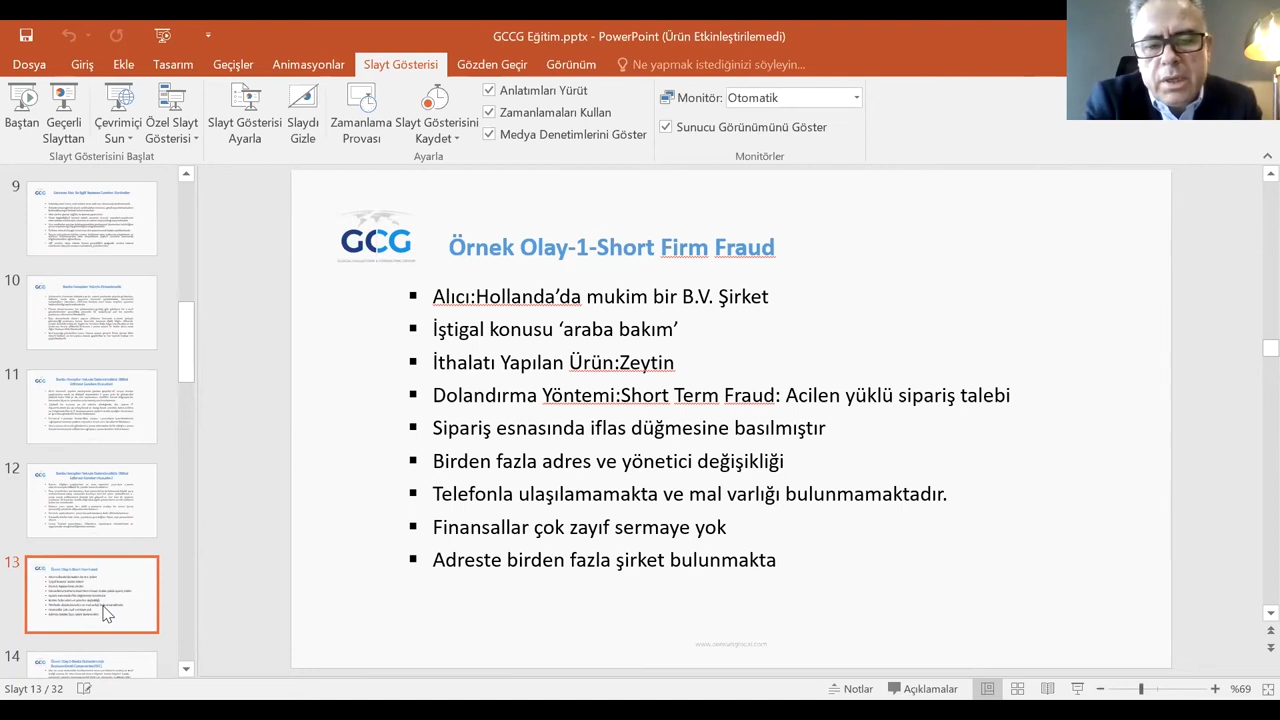 GCCG Eğitim.pptx - PowerPoint (Ürün Etkinleştirilemedi)
Dosya Giriş Ekle Tasarım Geçişler Animasyonlar Slayt Gösterisi Gözden Geçir Görünüm Ne yapmak istediğinizi söyleyin...
Baştan
Geçerli Slayttan
Çevrimiçi Sun
Özel Slayt Gösterisi
Slayt Gösterisini Başlat
Slayt Gösterisi Ayarla
Slaydı Gizle
Zamanlama Provası
Slayt Gösterisini Kaydet
Anlatımları Yürüt
Zamanlamaları Kullan
Medya Denetimlerini Göster
Ayarla
Monitör: Otomatik
Sunucu Görünümünü Göster
Monitörler
9
10
11
12
13
14
GCG
Örnek Olay-1-Short Firm Fraud
Alıcı:Hollanda'da mukim bir B.V. Şirket
İştigal konusu 'araba bakım'
İthalatı Yapılan Ürün:Zeytin
Dolandırma Yöntemi:Short Term Fraud: Acilen yüklü sipariş talebi
Sipariş esnasında iflas düğmesine basılmıştır
Birden fazla adres ve yönetici değişikliği
Telefonla ulaşılamamakta ve mal varlığı bulunmamaktadır.
Finansallar çok zayıf sermaye yok
Adreste birden fazla şirket bulunmakta
Slayt 13 / 32
Notlar Açıklamalar %69